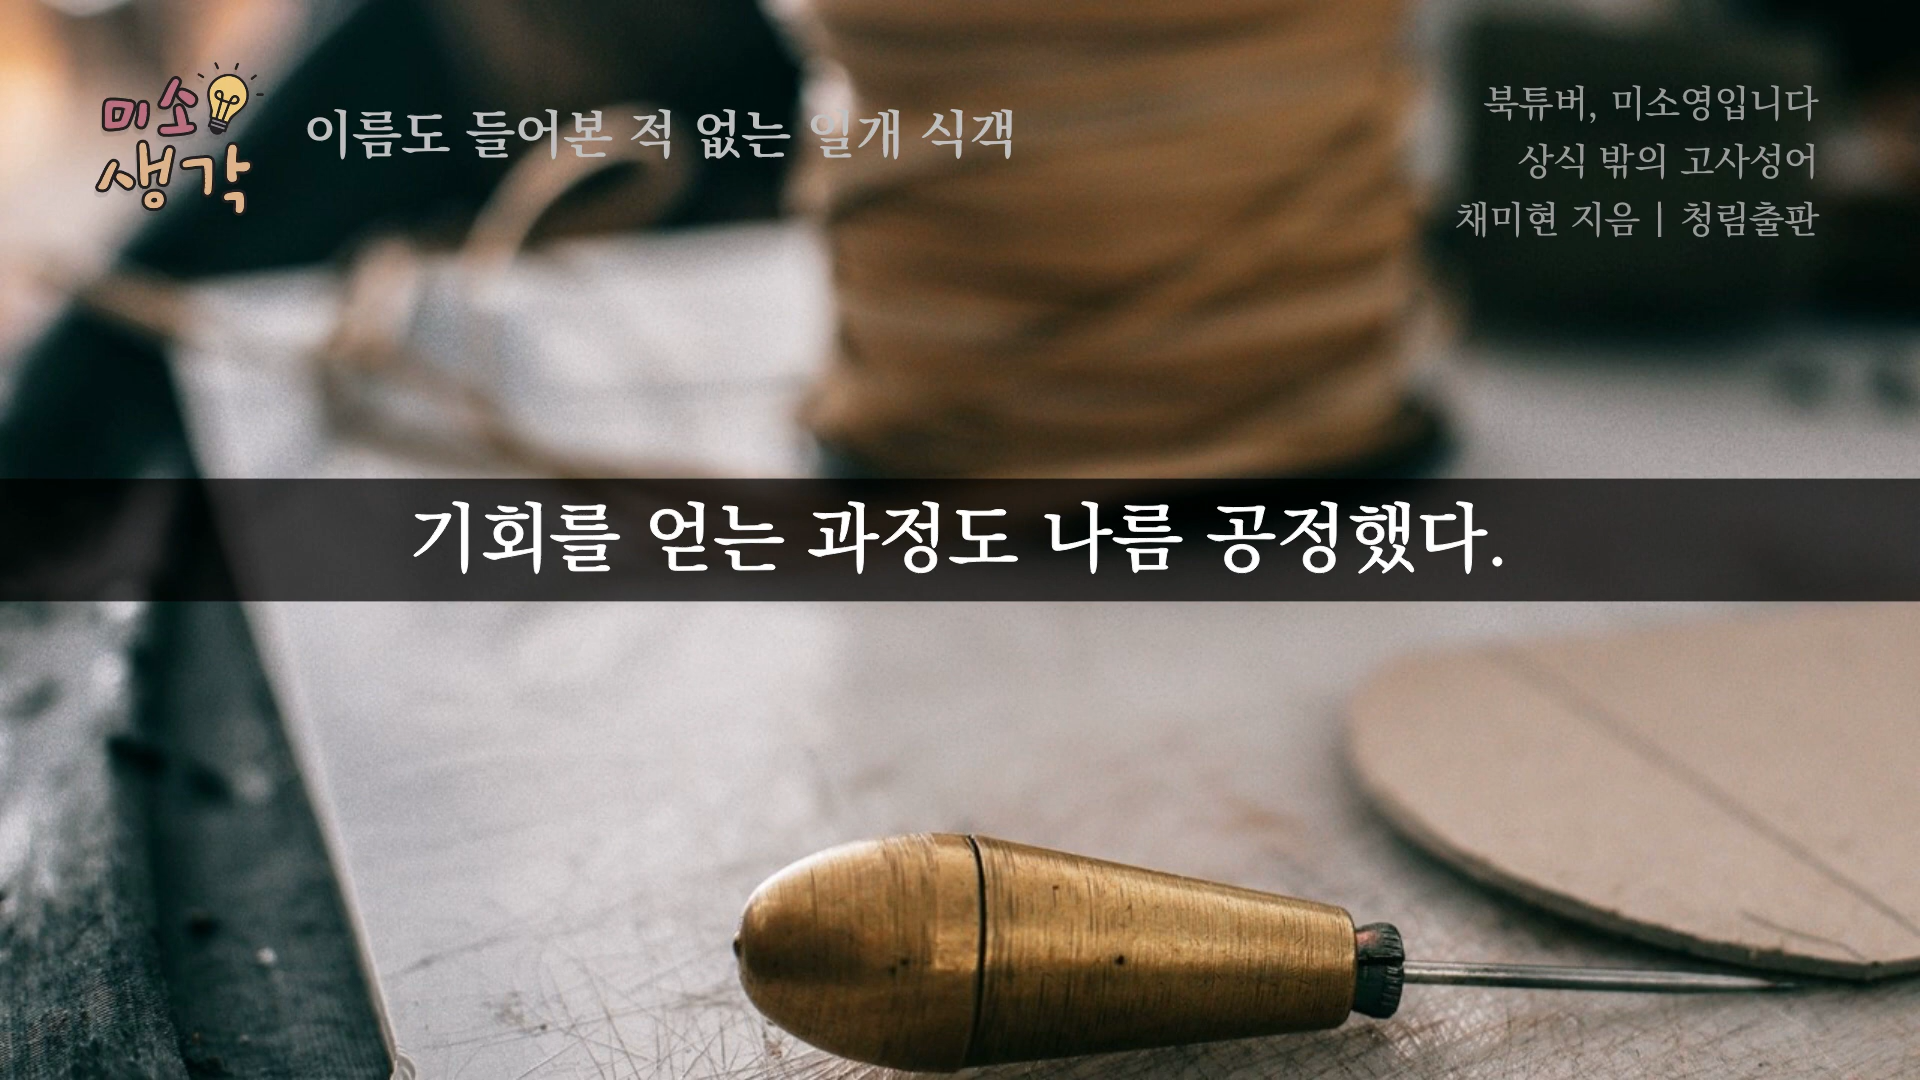 미소
생각
이름도 들어본 적 없는 일개 식객
북튜버, 미소영입니다
상식 밖의 고사성어
채미현 지음 | 청림출판
기회를 얻는 과정도 나름 공정했다.